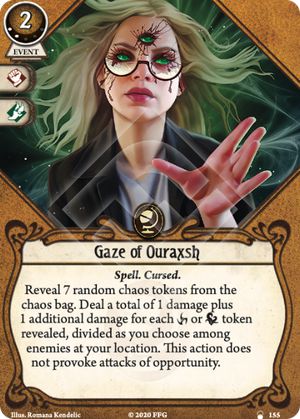 2
EVENT
Gaze of Ouraxsh
Spell. Cursed.
Reveal 7 random chaos tokens from the
chaos bag. Deal a total of 1 damage plus
1 additional damage for each or token
revealed, divided as you choose among
enemies at your location. This action does
not provoke attacks of opportunity.
Illus. Romana Kendelic
© 2020 FFG
155